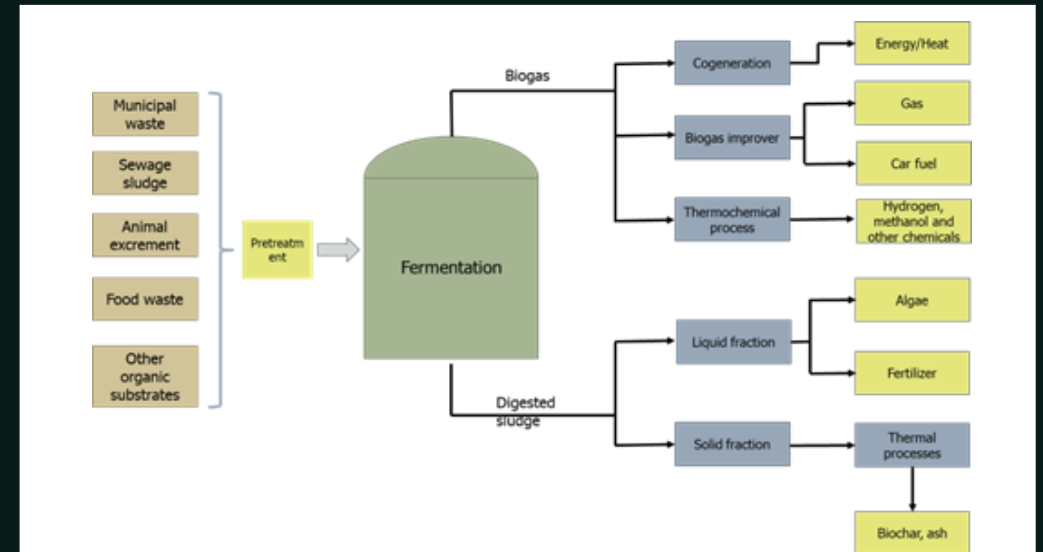 Municipal
waste
Sewage
sludge
Animal
excrement
Food waste
Other
organic
substrates
Pretreatm
ent
Fermentation
Biogas
Cogeneration
Energy/Heat
Biogas improver
Gas
Car fuel
Thermochemical
process
Hydrogen,
methanol and
other chemicals
Digested
sludge
Liquid fraction
Algae
Fertilizer
Solid fraction
Thermal
processes
Biochar, ash